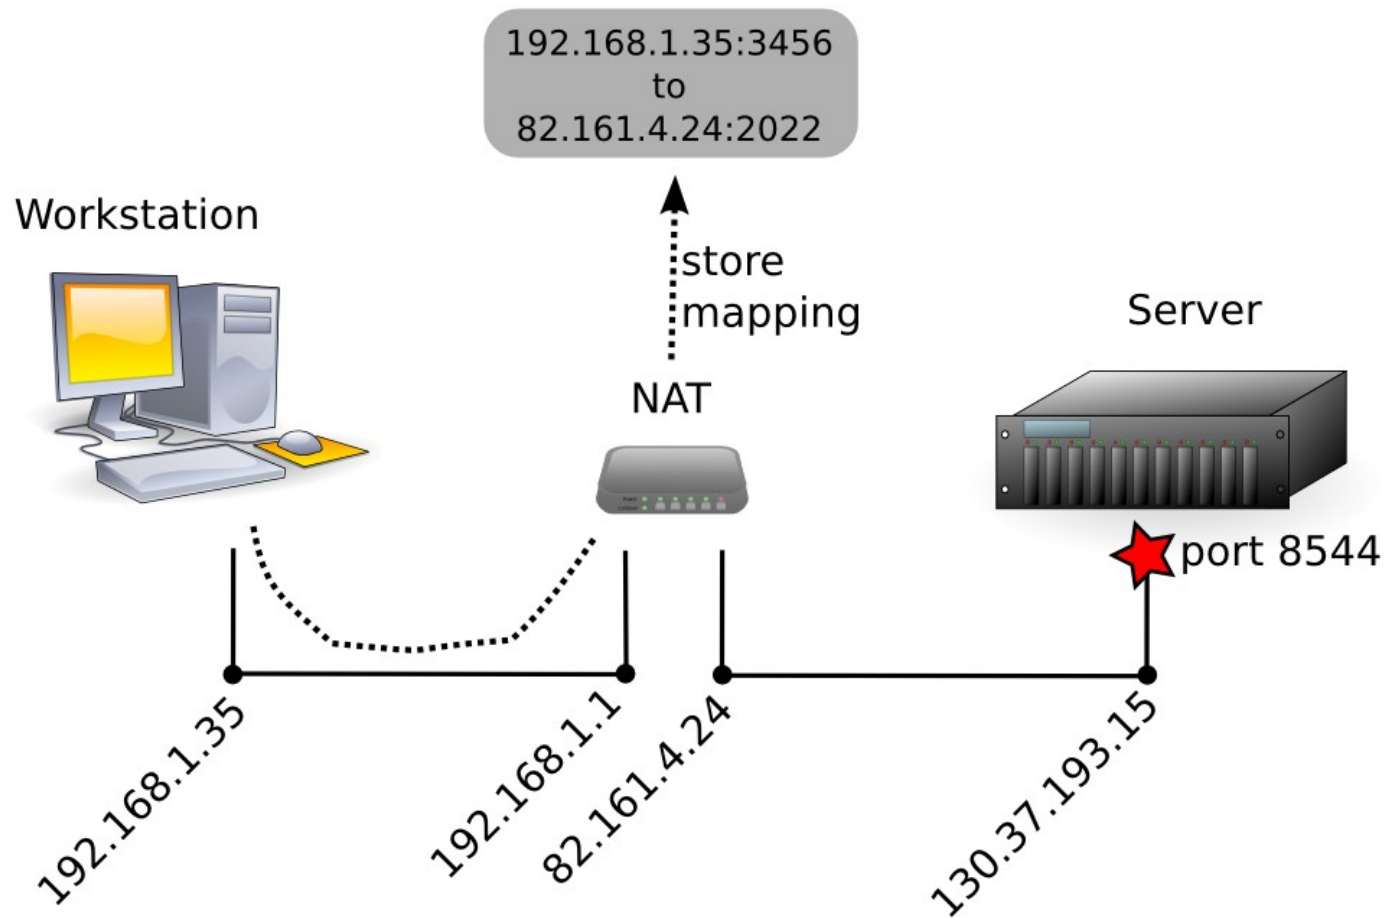 192.168.1.35:3456
to
82.161.4.24:2022
Workstation
store
mapping
Server
NAT
port 8544
192.168.1.35
192.168.1.1
82.161.4.24
130.37.193.15